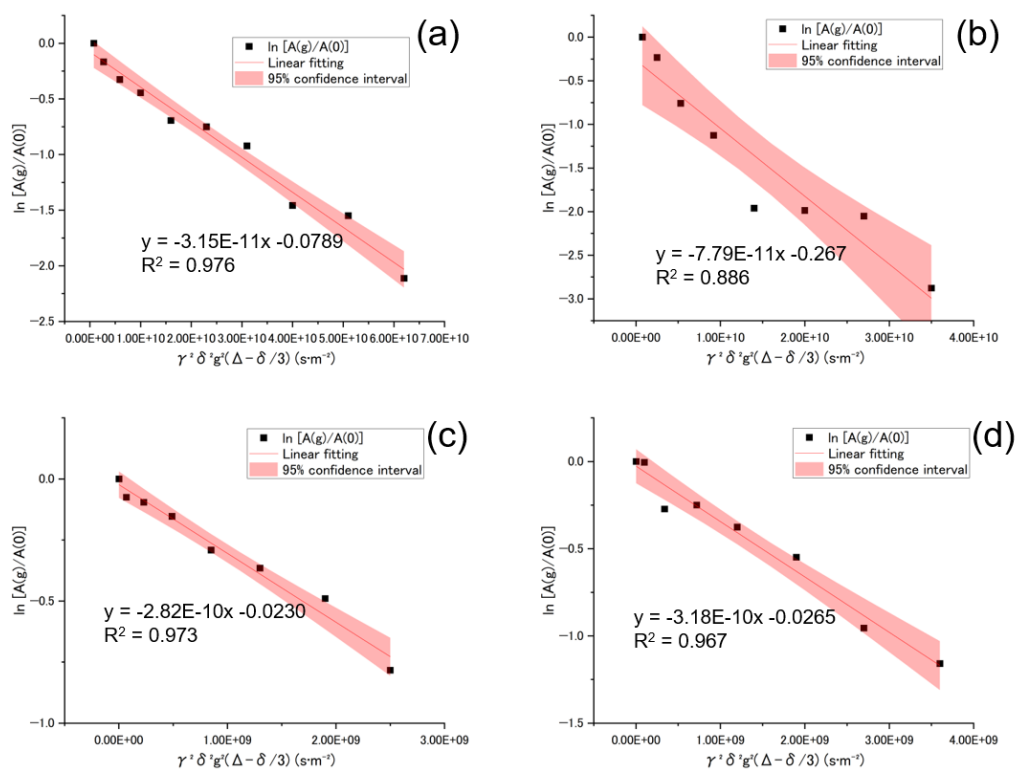 (a)
ln [A(g)/A(0)]
Linear fitting
95% confidence interval
0.0
−0.5
−1.0
−1.5
−2.0
−2.5
ln [A(g)/A(0)]
y = -3.15E-11x -0.0789
R² = 0.976
0.00E+00
1.00E+10
2.00E+10
3.00E+10
4.00E+10
5.00E+10
6.00E+10
7.00E+10
γ²δ²g²(Δ−δ/3) (s·m⁻²)
(b)
ln [A(g)/A(0)]
Linear fitting
95% confidence interval
0.0
−0.5
−1.0
−1.5
−2.0
−2.5
−3.0
ln [A(g)/A(0)]
y = -7.79E-11x -0.267
R² = 0.886
0.00E+00
1.00E+10
2.00E+10
3.00E+10
4.00E+10
γ²δ²g²(Δ−δ/3) (s·m⁻²)
(c)
ln [A(g)/A(0)]
Linear fitting
95% confidence interval
0.0
−0.5
−1.0
ln [A(g)/A(0)]
y = -2.82E-10x -0.0230
R² = 0.973
0.00E+00
1.00E+09
2.00E+09
3.00E+09
γ²δ²g²(Δ−δ/3) (s·m⁻²)
(d)
ln [A(g)/A(0)]
Linear fitting
95% confidence interval
0.0
−0.5
−1.0
−1.5
ln [A(g)/A(0)]
y = -3.18E-10x -0.0265
R² = 0.967
0.00E+00
1.00E+09
2.00E+09
3.00E+09
4.00E+09
γ²δ²g²(Δ−δ/3) (s·m⁻²)